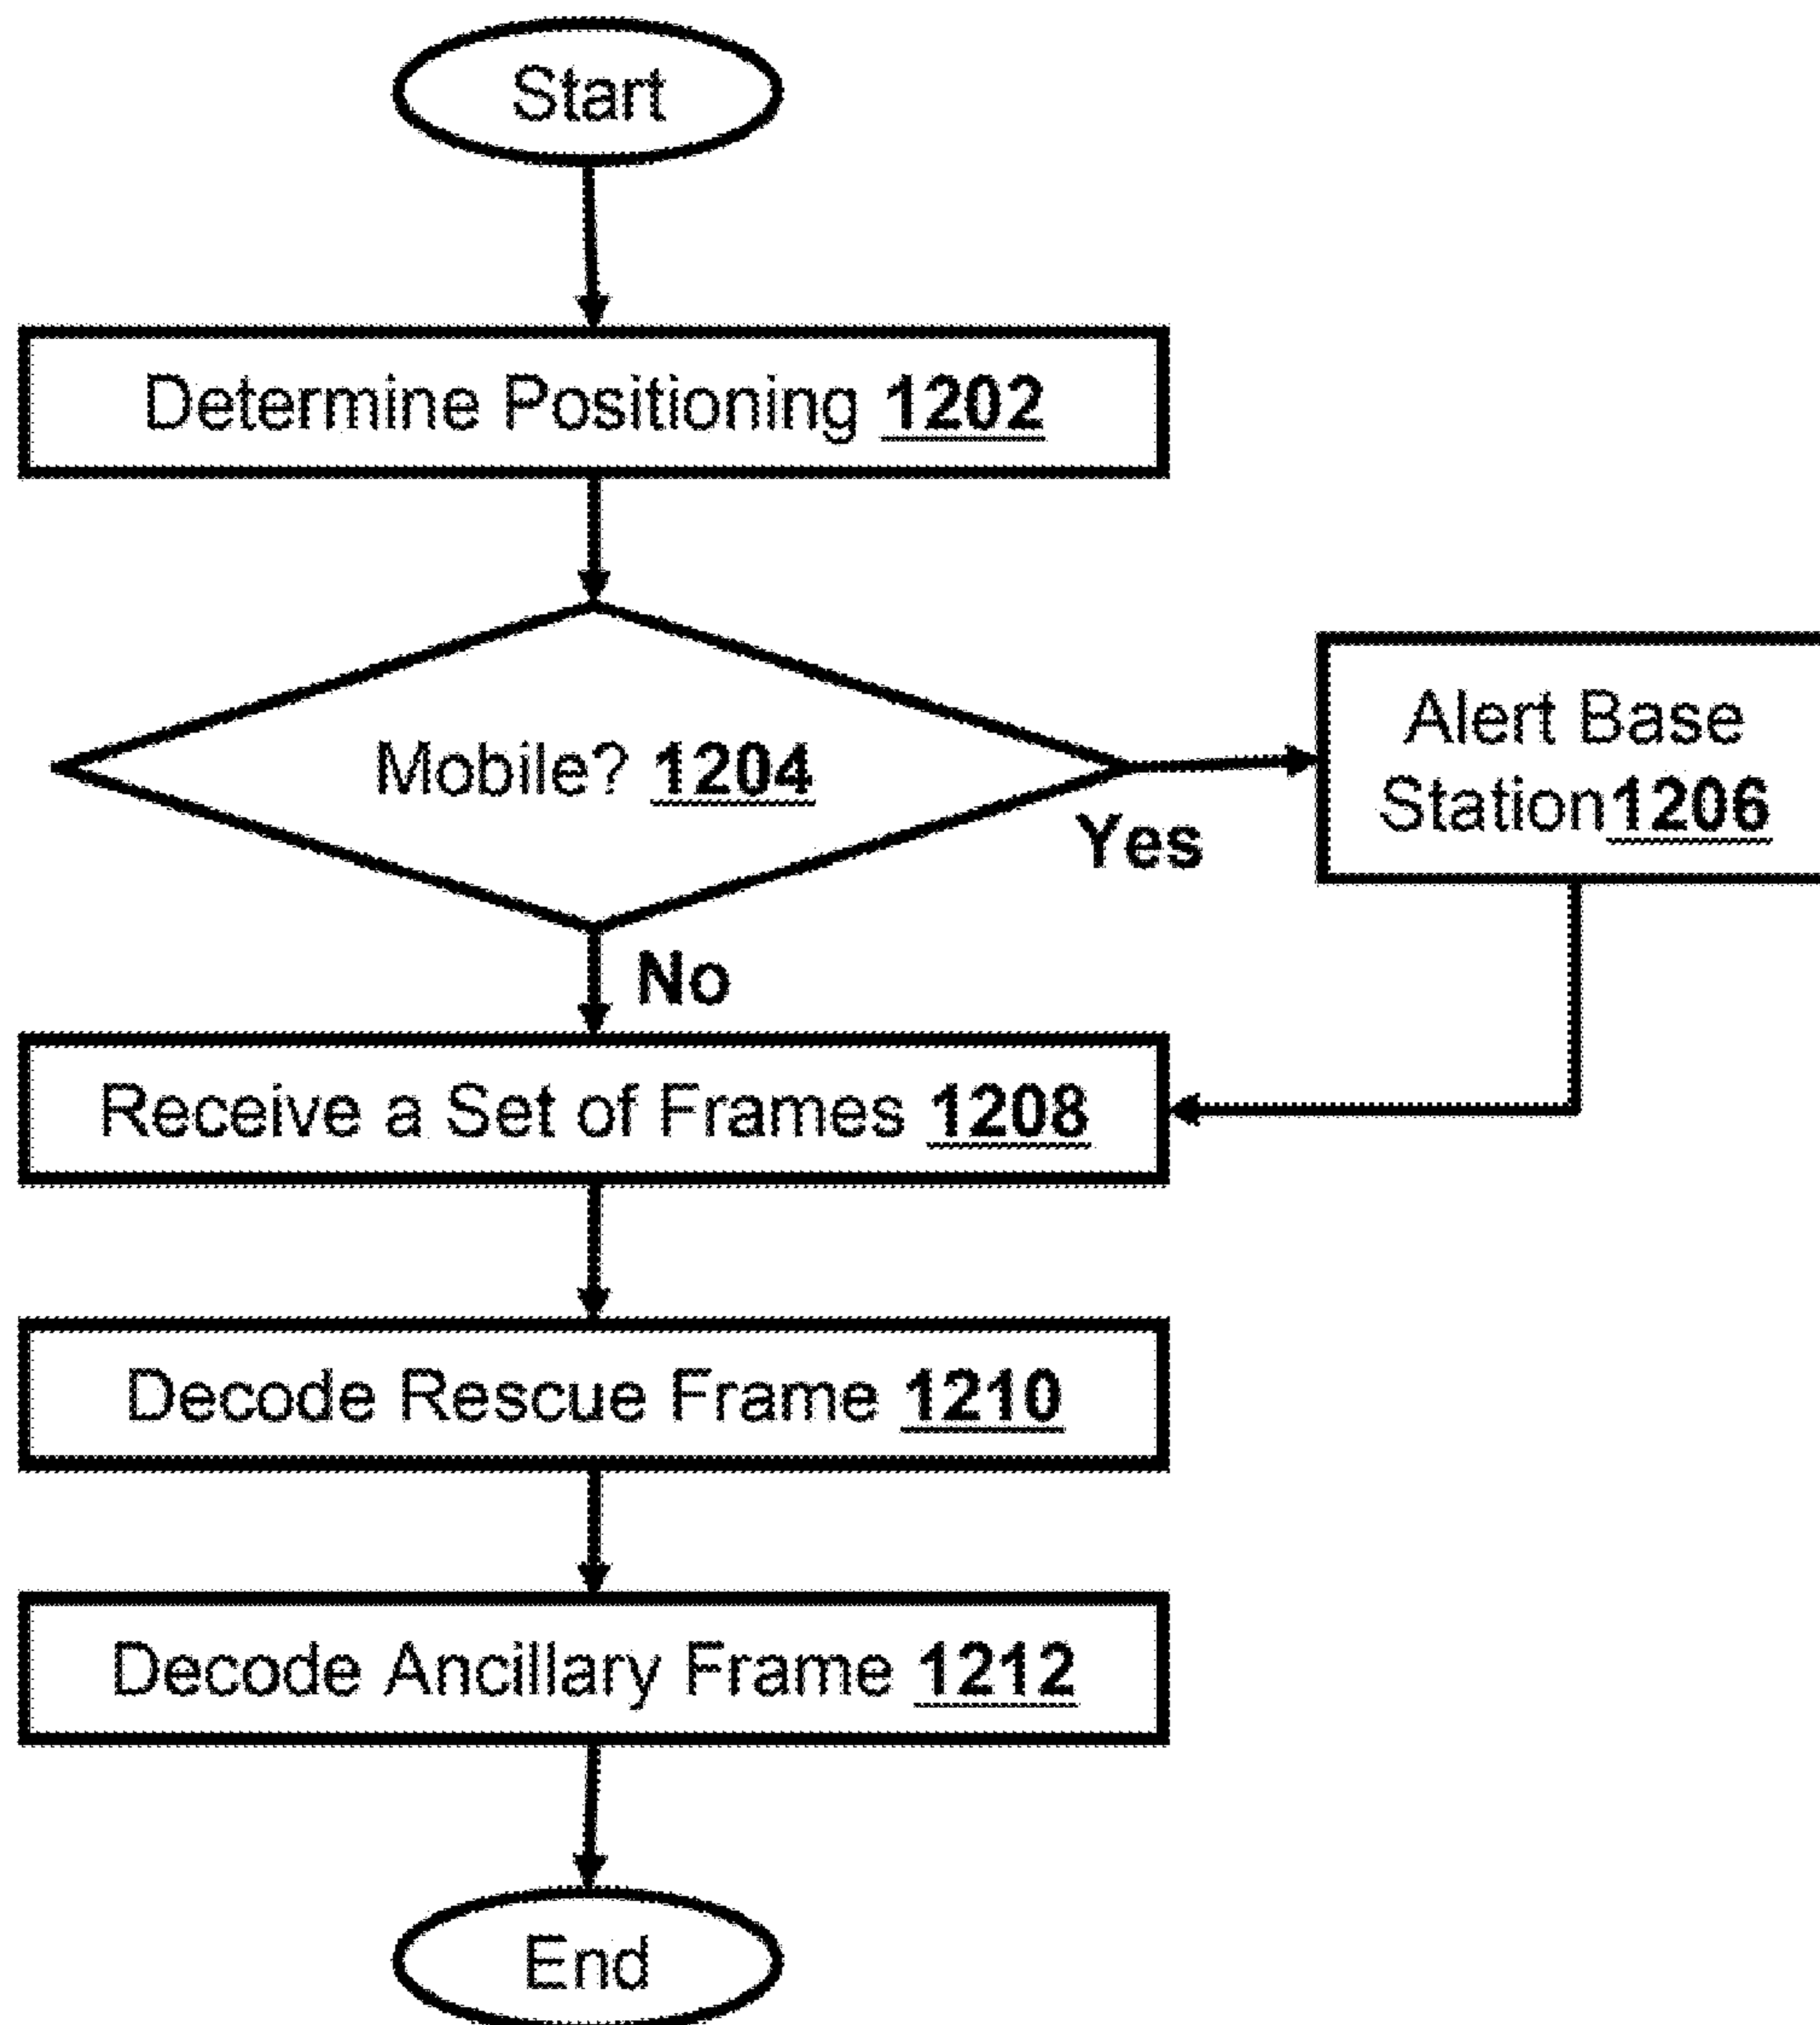 Start
Determine Positioning 1202
Mobile? 1204
Yes
Alert Base
Station1206
No
Receive a Set of Frames 1208
Decode Rescue Frame 1210
Decode Ancillary Frame 1212
End